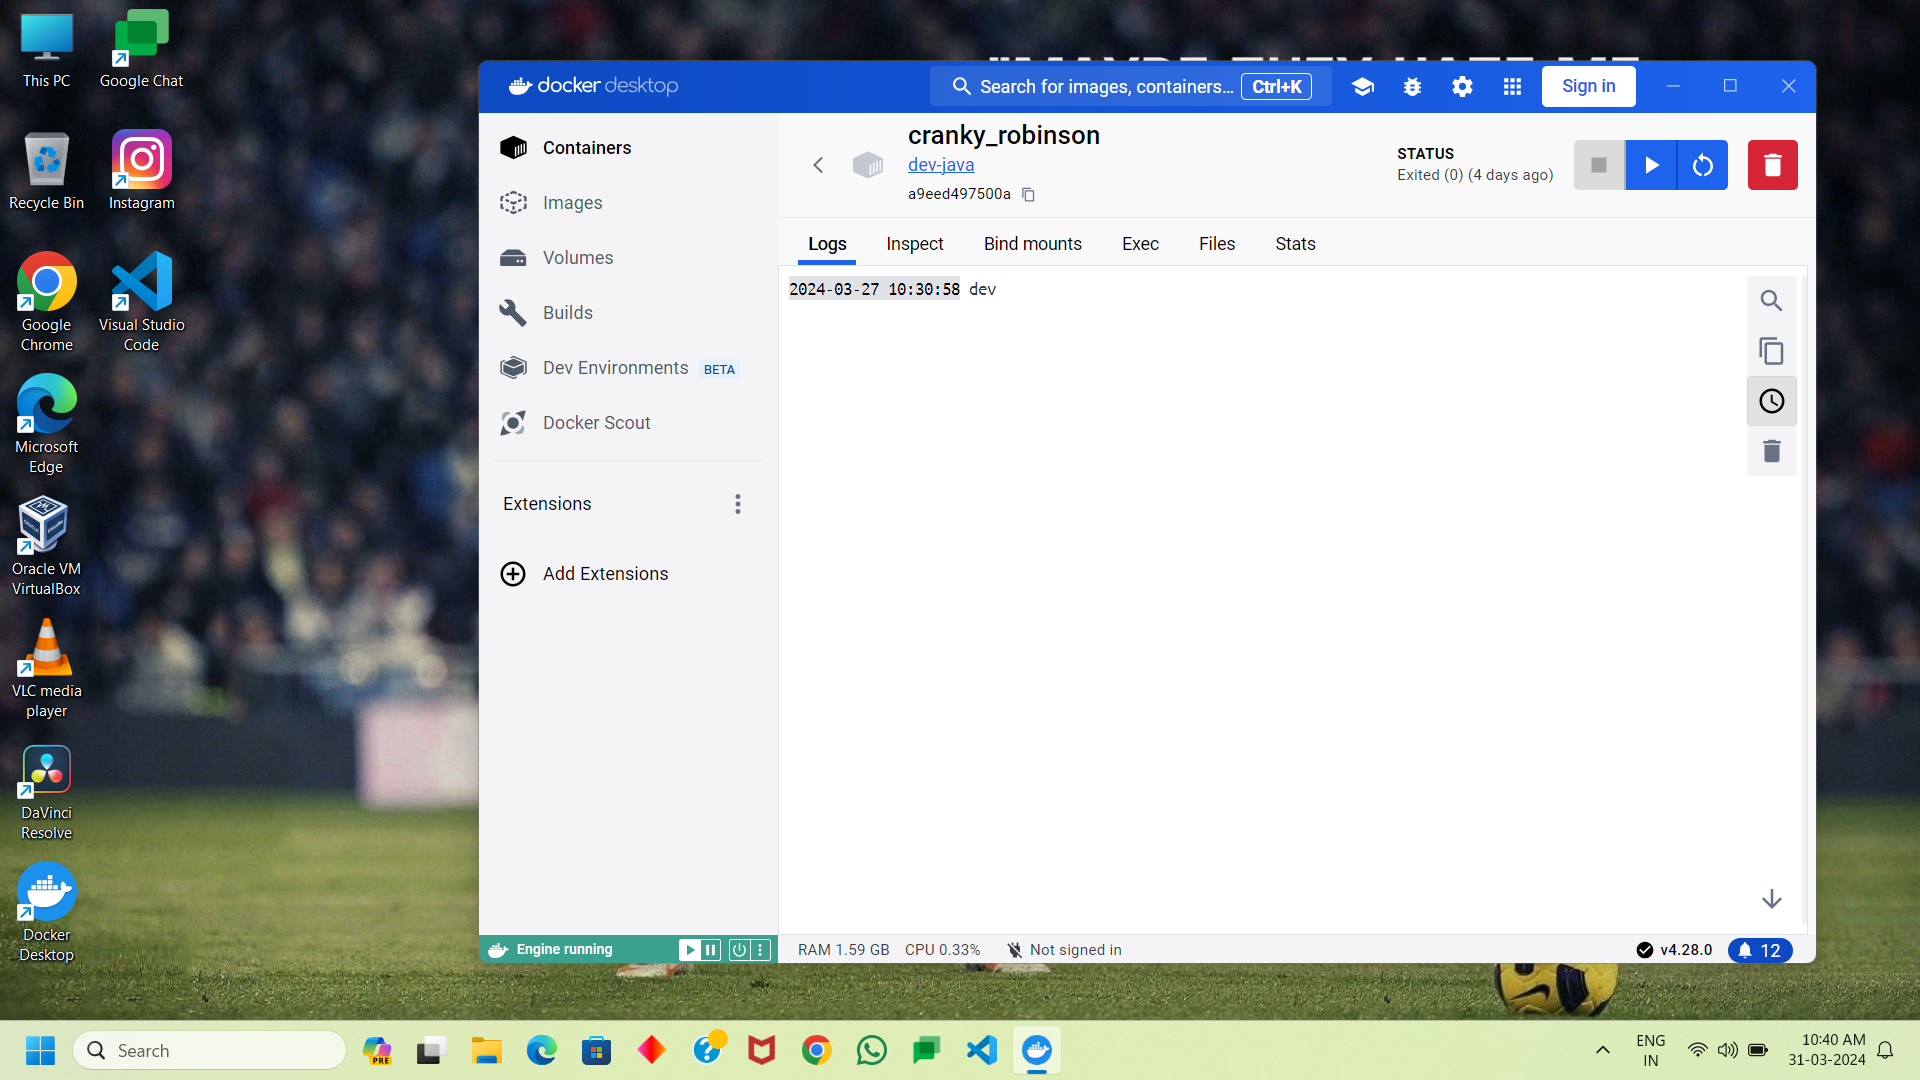 This PC
Google Chat
Recycle Bin
Instagram
Google
Chrome
Visual Studio
Code
Microsoft
Edge
Oracle VM
VirtualBox
VLC media
player
DaVinci
Resolve
Docker
Desktop
docker desktop
Search for images, containers... Ctrl+K
Sign in
Containers
Images
Volumes
Builds
Dev Environments BETA
Docker Scout
Extensions
Add Extensions
cranky_robinson
dev-java
a9eed497500a
STATUS
Exited (0) (4 days ago)
Logs Inspect Bind mounts Exec Files Stats
2024-03-27 10:30:58 dev
Engine running
RAM 1.59 GB CPU 0.33% Not signed in
v4.28.0 12
Search
PRE
ENG
IN
10:40 AM
31-03-2024